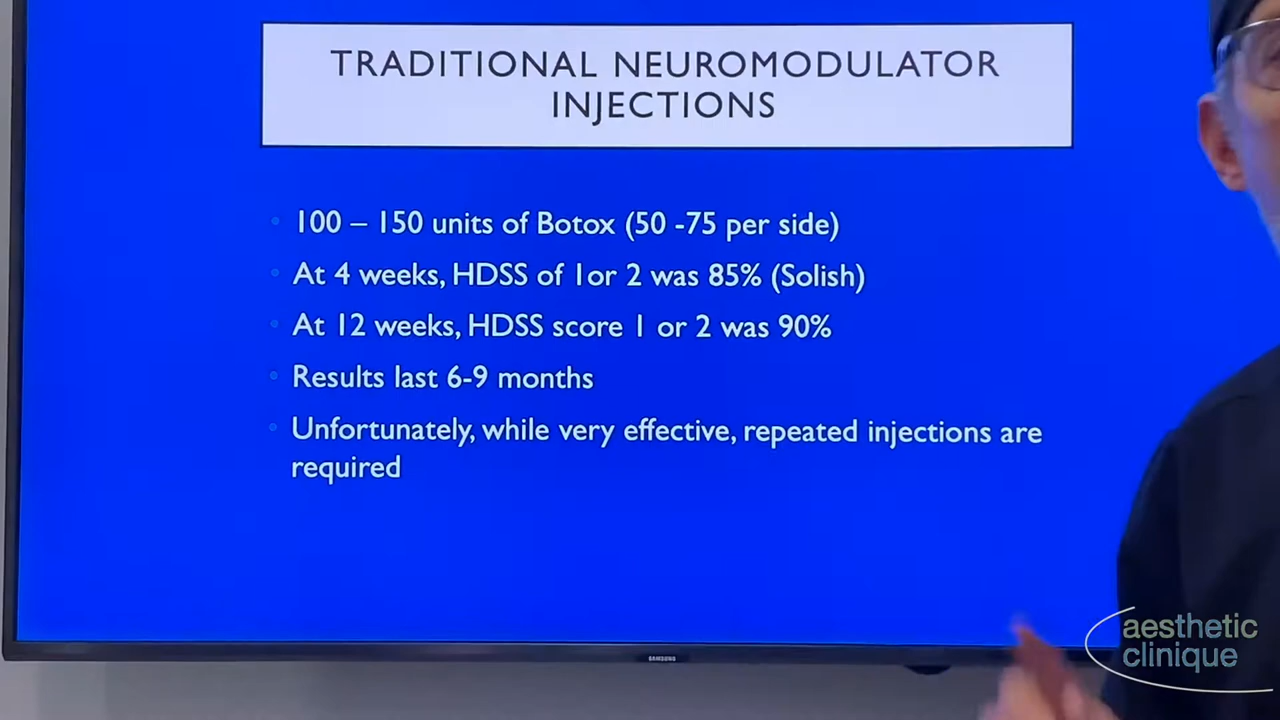 TRADITIONAL NEUROMODULATOR
INJECTIONS
100 – 150 units of Botox (50 -75 per side)
At 4 weeks, HDSS of 1or 2 was 85% (Solish)
At 12 weeks, HDSS score 1 or 2 was 90%
Results last 6-9 months
Unfortunately, while very effective, repeated injections are
required
SAMSUNG
aesthetic
clinique